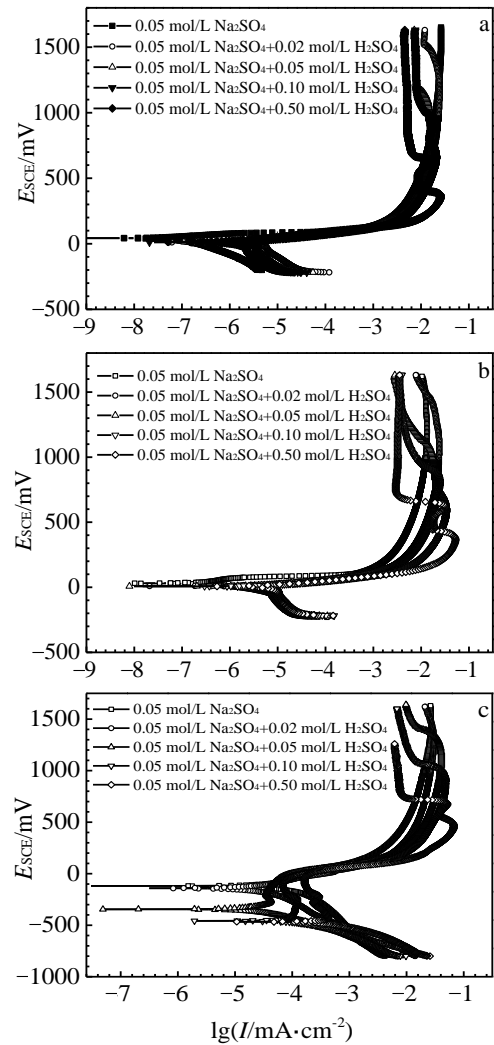 a
1500
1000
500
0
−500
E_SCE/mV
0.05 mol/L Na₂SO₄
0.05 mol/L Na₂SO₄+0.02 mol/L H₂SO₄
0.05 mol/L Na₂SO₄+0.05 mol/L H₂SO₄
0.05 mol/L Na₂SO₄+0.10 mol/L H₂SO₄
0.05 mol/L Na₂SO₄+0.50 mol/L H₂SO₄
−9 −8 −7 −6 −5 −4 −3 −2 −1
b
1500
1000
500
0
−500
E_SCE/mV
0.05 mol/L Na₂SO₄
0.05 mol/L Na₂SO₄+0.02 mol/L H₂SO₄
0.05 mol/L Na₂SO₄+0.05 mol/L H₂SO₄
0.05 mol/L Na₂SO₄+0.10 mol/L H₂SO₄
0.05 mol/L Na₂SO₄+0.50 mol/L H₂SO₄
−9 −8 −7 −6 −5 −4 −3 −2 −1
c
1500
1000
500
0
−500
−1000
E_SCE/mV
0.05 mol/L Na₂SO₄
0.05 mol/L Na₂SO₄+0.02 mol/L H₂SO₄
0.05 mol/L Na₂SO₄+0.05 mol/L H₂SO₄
0.05 mol/L Na₂SO₄+0.10 mol/L H₂SO₄
0.05 mol/L Na₂SO₄+0.50 mol/L H₂SO₄
−7 −6 −5 −4 −3 −2 −1
lg(I/mA·cm⁻²)